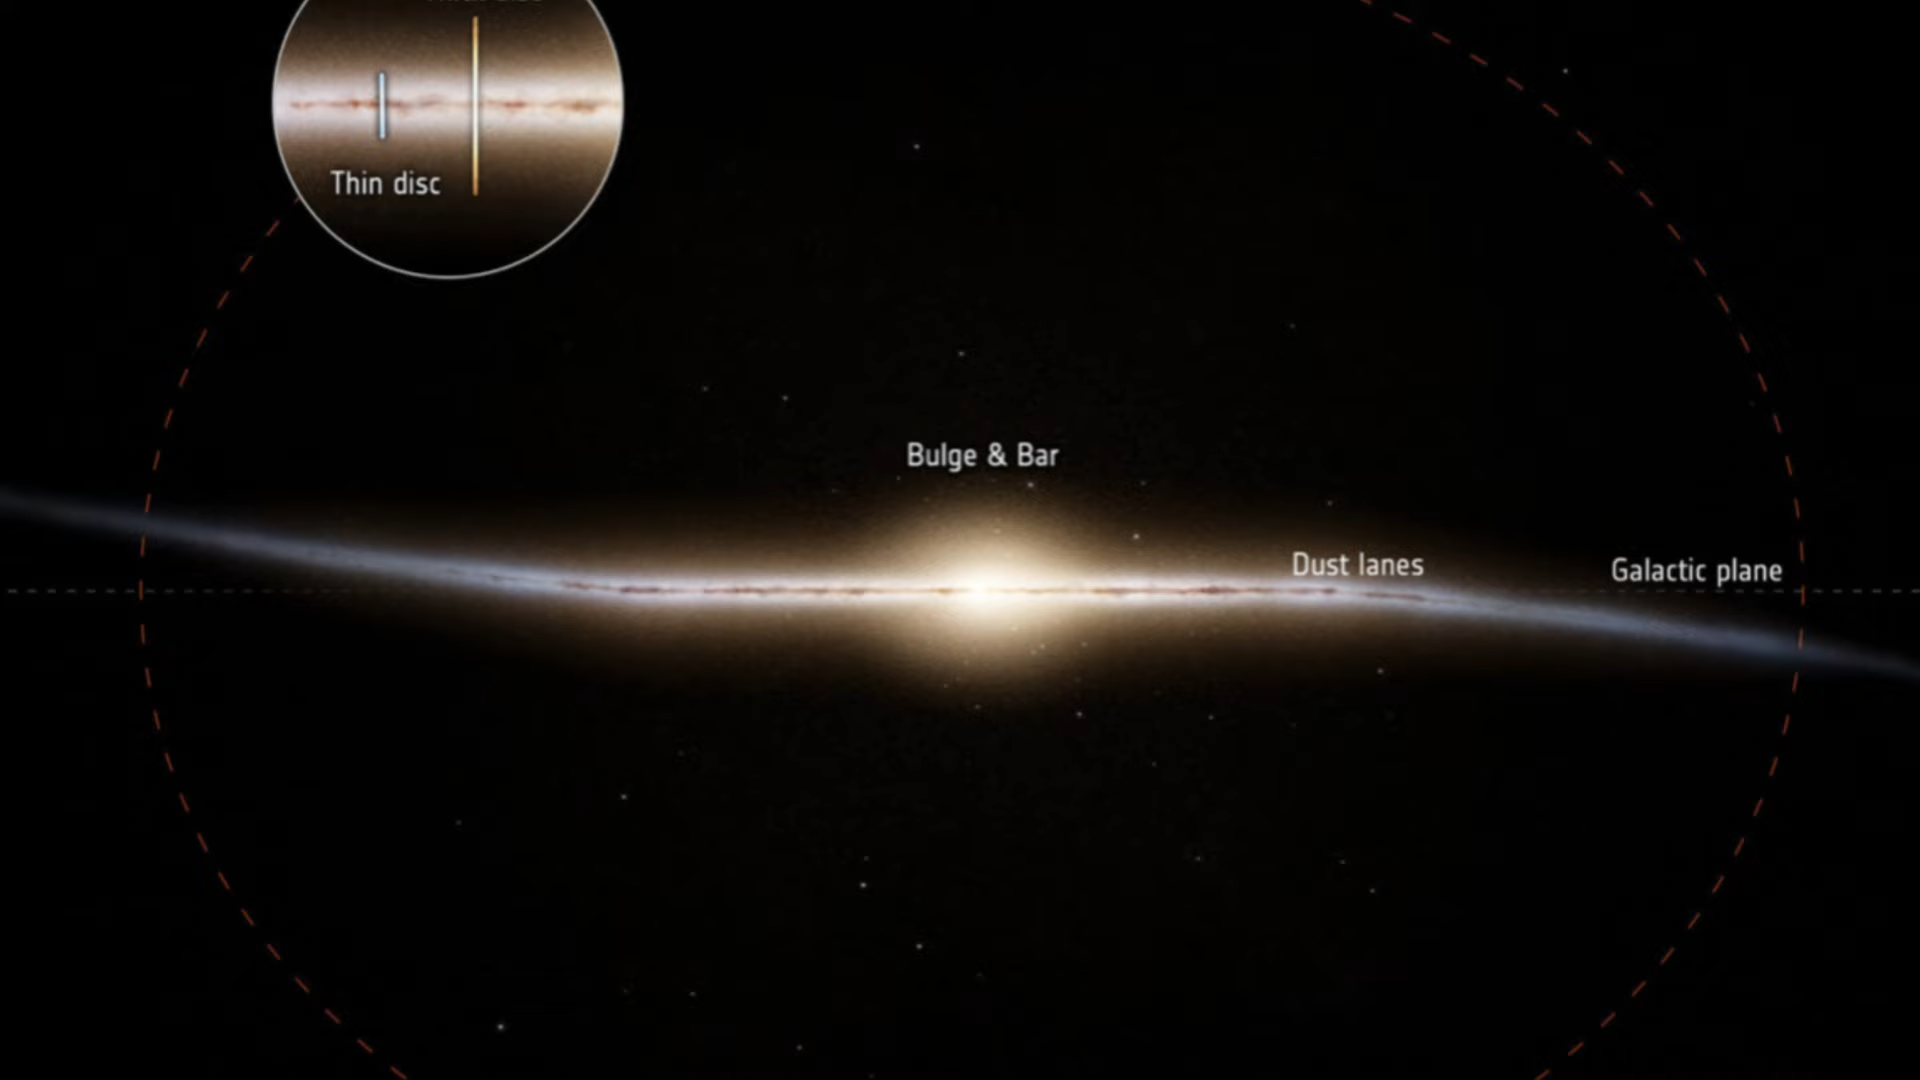 Thin disc
Bulge & Bar
Dust lanes
Galactic plane